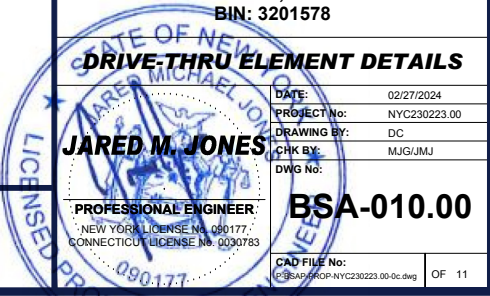 BIN: 3201578
DRIVE-THRU ELEMENT DETAILS
STATE OF NEW YORK
JARED MICHAEL JONES
LICENSED PROFESSIONAL ENGINEER
090177
JARED M. JONES
PROFESSIONAL ENGINEER
NEW YORK LICENSE No. 090177
CONNECTICUT LICENSE No. 0030783
DATE: 02/27/2024
PROJECT No: NYC230223.00
DRAWING BY: DC
CHK BY: MJG/JMJ
DWG No:
BSA-010.00
CAD FILE No:
P-BSAP-PROP-NYC230223.00-0c.dwg
OF 11